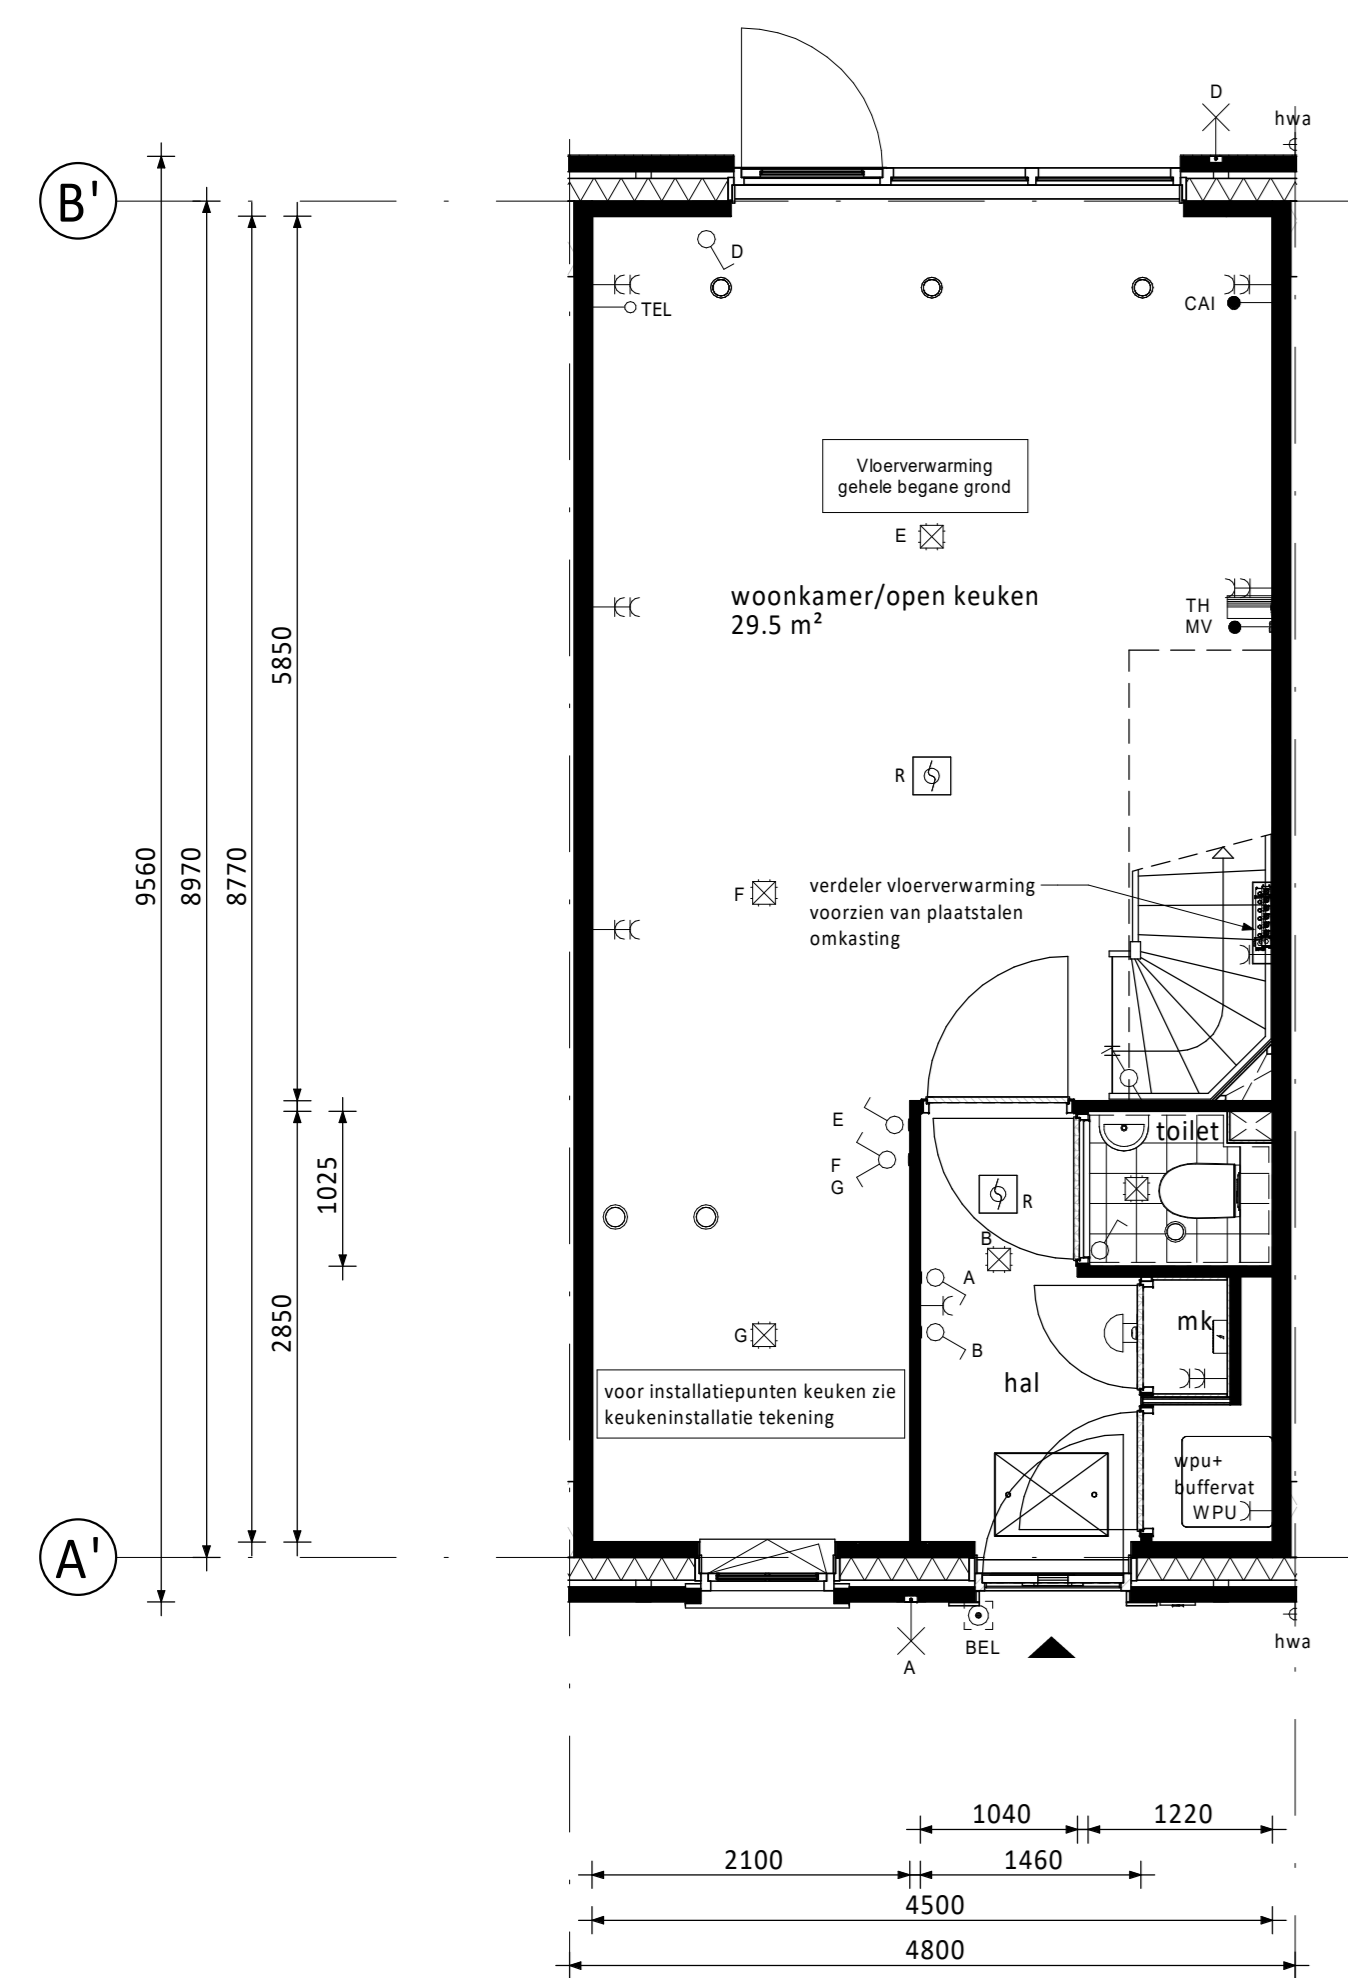 D
hwa
B'
D
TEL
CAI
Vloerverwarming
gehele begane grond
E
woonkamer/open keuken
29.5 m²
TH
MV
5850
R
9560
8970
8770
F
verdeler vloerverwarming
voorzien van plaatstalen
omkasting
E
F
G
toilet
1025
R
B
A
B
2850
G
mk
hal
voor installatiepunten keuken zie
keukeninstallatie tekening
wpu+
buffervat
WPU
A'
BEL
A
hwa
1040
1220
2100
1460
4500
4800